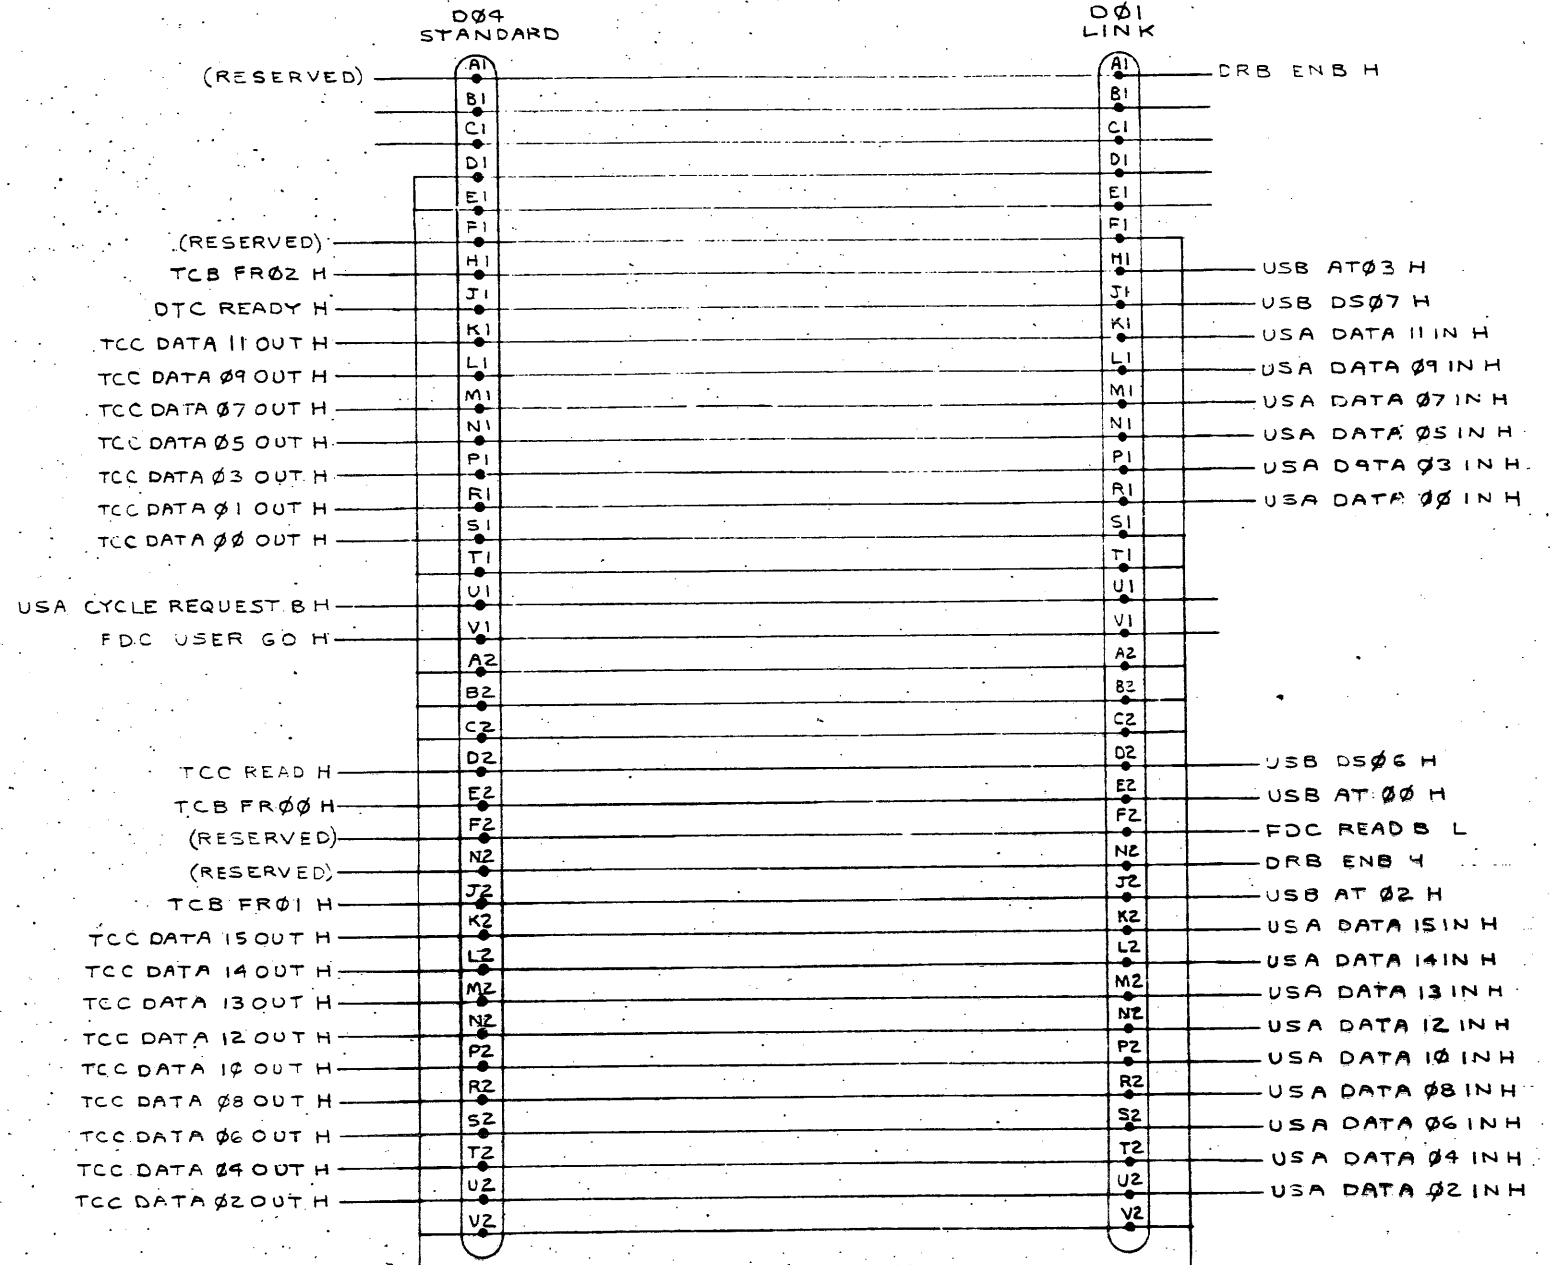 DØ4
STANDARD
DØ1
LINK
(RESERVED) A1 A1 DRB ENB H
B1 B1
C1 C1
D1 D1
E1 E1
(RESERVED) F1 F1
TCB FRØ2 H H1 H1 USB ATØ3 H
DTC READY H J1 J1 USB DSØ7 H
TCC DATA 11 OUT H K1 K1 USA DATA 11 IN H
TCC DATA Ø9 OUT H L1 L1 USA DATA Ø9 IN H
TCC DATA Ø7 OUT H M1 M1 USA DATA Ø7 IN H
TCC DATA Ø5 OUT H N1 N1 USA DATA Ø5 IN H
TCC DATA Ø3 OUT H P1 P1 USA DATA Ø3 IN H
TCC DATA Ø1 OUT H R1 R1 USA DATA ØØ IN H
TCC DATA ØØ OUT H S1 S1
T1 T1
USA CYCLE REQUEST B H U1 U1
FDC USER GO H V1 V1
A2 A2
B2 B2
C2 C2
TCC READ H D2 D2 USB DSØ6 H
TCB FRØØ H E2 E2 USB AT ØØ H
(RESERVED) F2 F2 FDC READ B L
(RESERVED) N2 N2 DRB ENB H
TCB FRØ1 H J2 J2 USB AT Ø2 H
TCC DATA 15 OUT H K2 K2 USA DATA 15 IN H
TCC DATA 14 OUT H L2 L2 USA DATA 14 IN H
TCC DATA 13 OUT H M2 M2 USA DATA 13 IN H
TCC DATA 12 OUT H N2 N2 USA DATA 12 IN H
TCC DATA 1Ø OUT H P2 P2 USA DATA 1Ø IN H
TCC DATA Ø8 OUT H R2 R2 USA DATA Ø8 IN H
TCC DATA Ø6 OUT H S2 S2 USA DATA Ø6 IN H
TCC DATA Ø4 OUT H T2 T2 USA DATA Ø4 IN H
TCC DATA Ø2 OUT H U2 U2 USA DATA Ø2 IN H
V2 V2